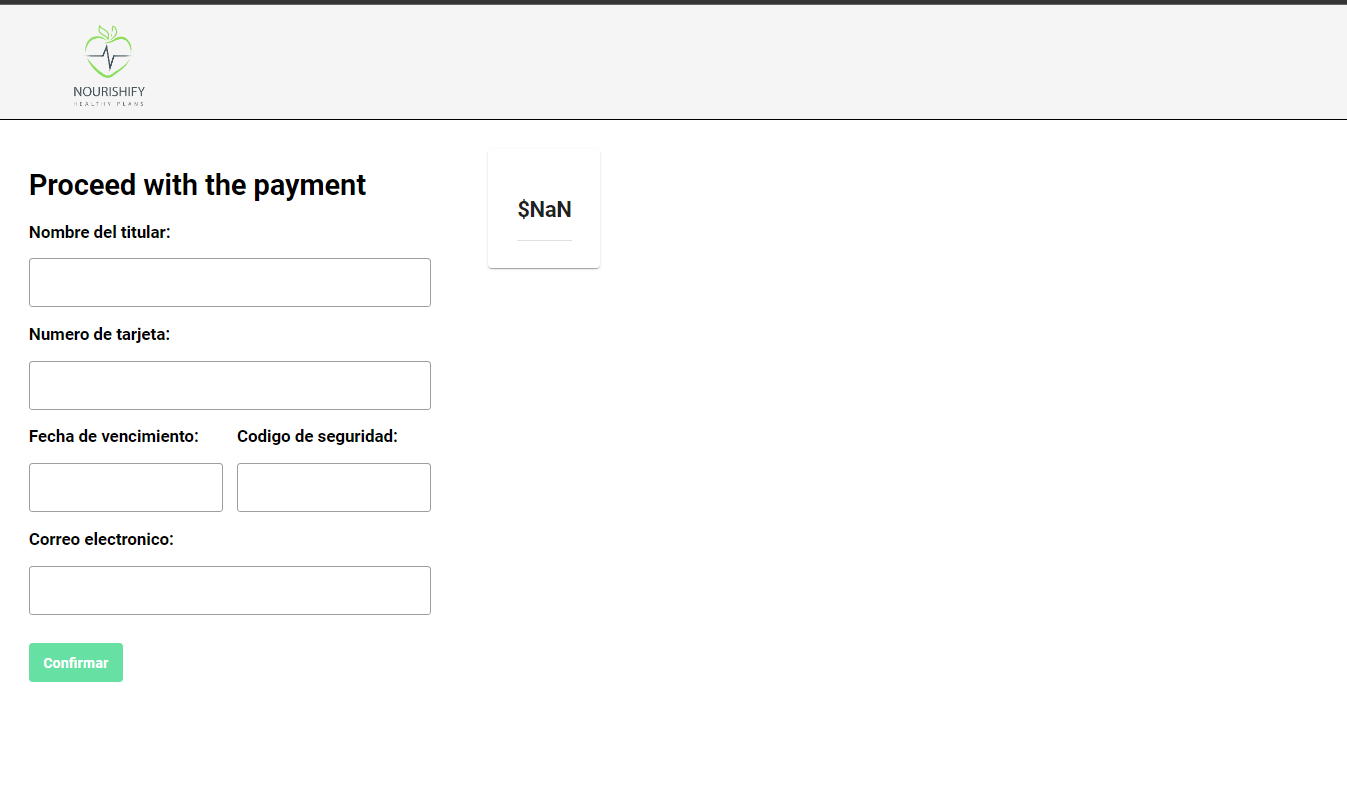 NOURISHIFY
HEALTHY PLANS
Proceed with the payment
Nombre del titular:
Numero de tarjeta:
Fecha de vencimiento:
Codigo de seguridad:
Correo electronico:
Confirmar
$NaN